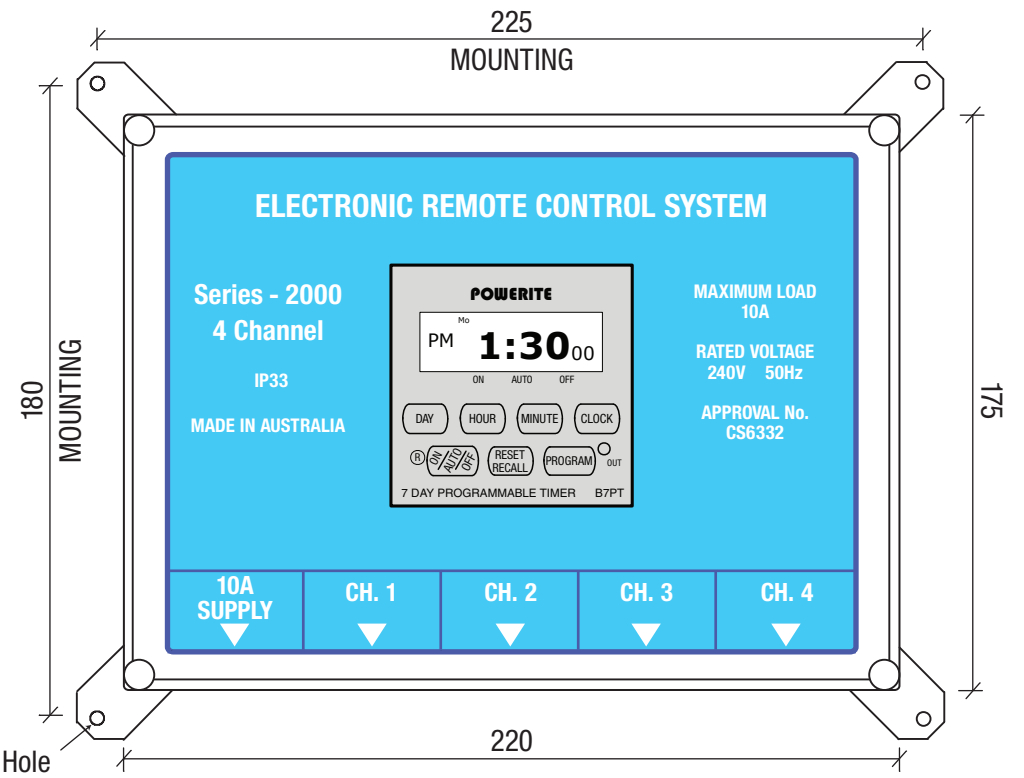 225
MOUNTING
ELECTRONIC REMOTE CONTROL SYSTEM
Series - 2000
4 Channel
IP33
MADE IN AUSTRALIA
POWERITE
Mo
PM 1:30 00
ON AUTO OFF
DAY HOUR MINUTE CLOCK
R ON/AUTO/OFF RESET RECALL PROGRAM OUT
7 DAY PROGRAMMABLE TIMER B7PT
MAXIMUM LOAD
10A
RATED VOLTAGE
240V 50Hz
APPROVAL No.
CS6332
180
MOUNTING
175
10A
SUPPLY
CH. 1
CH. 2
CH. 3
CH. 4
Hole
220